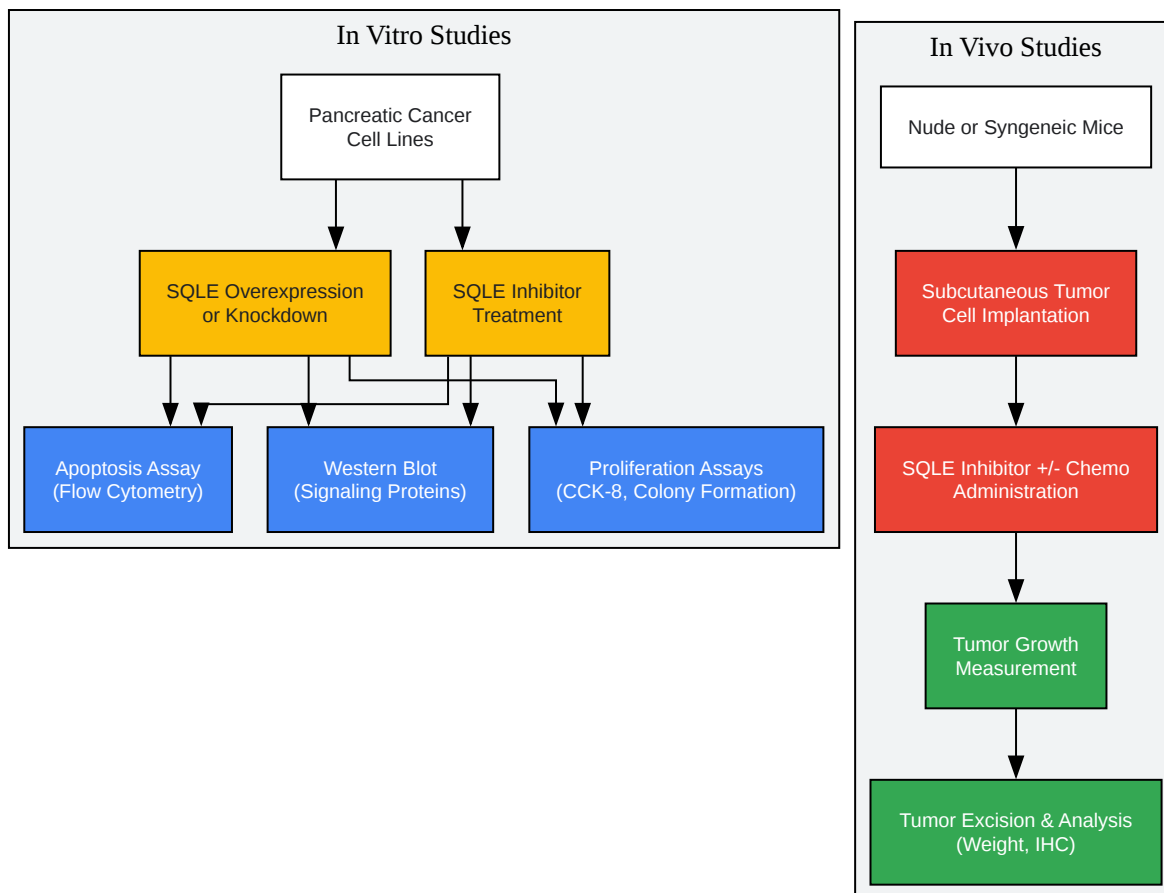 In Vitro Studies
Pancreatic Cancer
Cell Lines
SQLE Overexpression
or Knockdown
SQLE Inhibitor
Treatment
Apoptosis Assay
(Flow Cytometry)
Western Blot
(Signaling Proteins)
Proliferation Assays
(CCK-8, Colony Formation)
In Vivo Studies
Nude or Syngeneic Mice
Subcutaneous Tumor
Cell Implantation
SQLE Inhibitor +/- Chemo
Administration
Tumor Growth
Measurement
Tumor Excision & Analysis
(Weight, IHC)